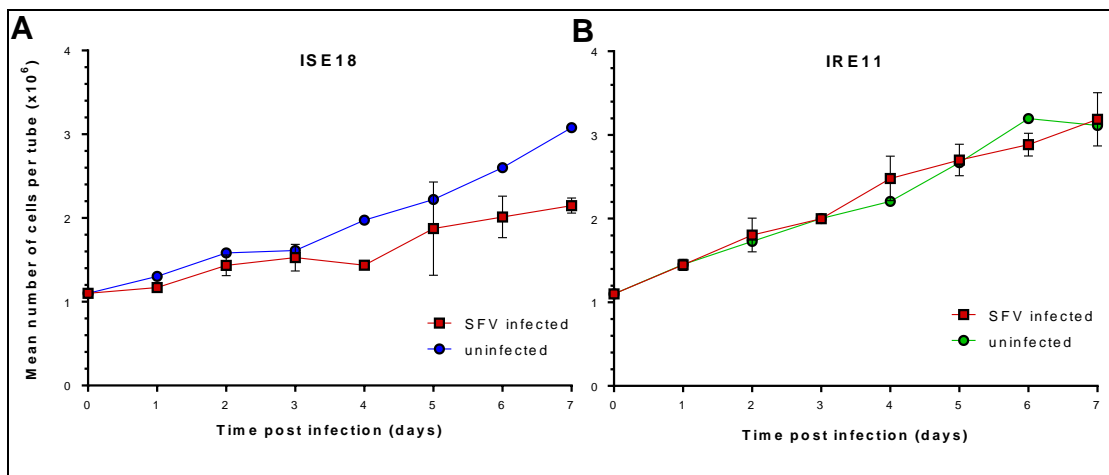 A
ISE18
Mean number of cells per tube (x10⁶)
4
3
2
1
0
0 1 2 3 4 5 6 7
Time post infection (days)
SFV infected
uninfected
B
IRE11
4
3
2
1
0
0 1 2 3 4 5 6 7
Time post infection (days)
SFV infected
uninfected